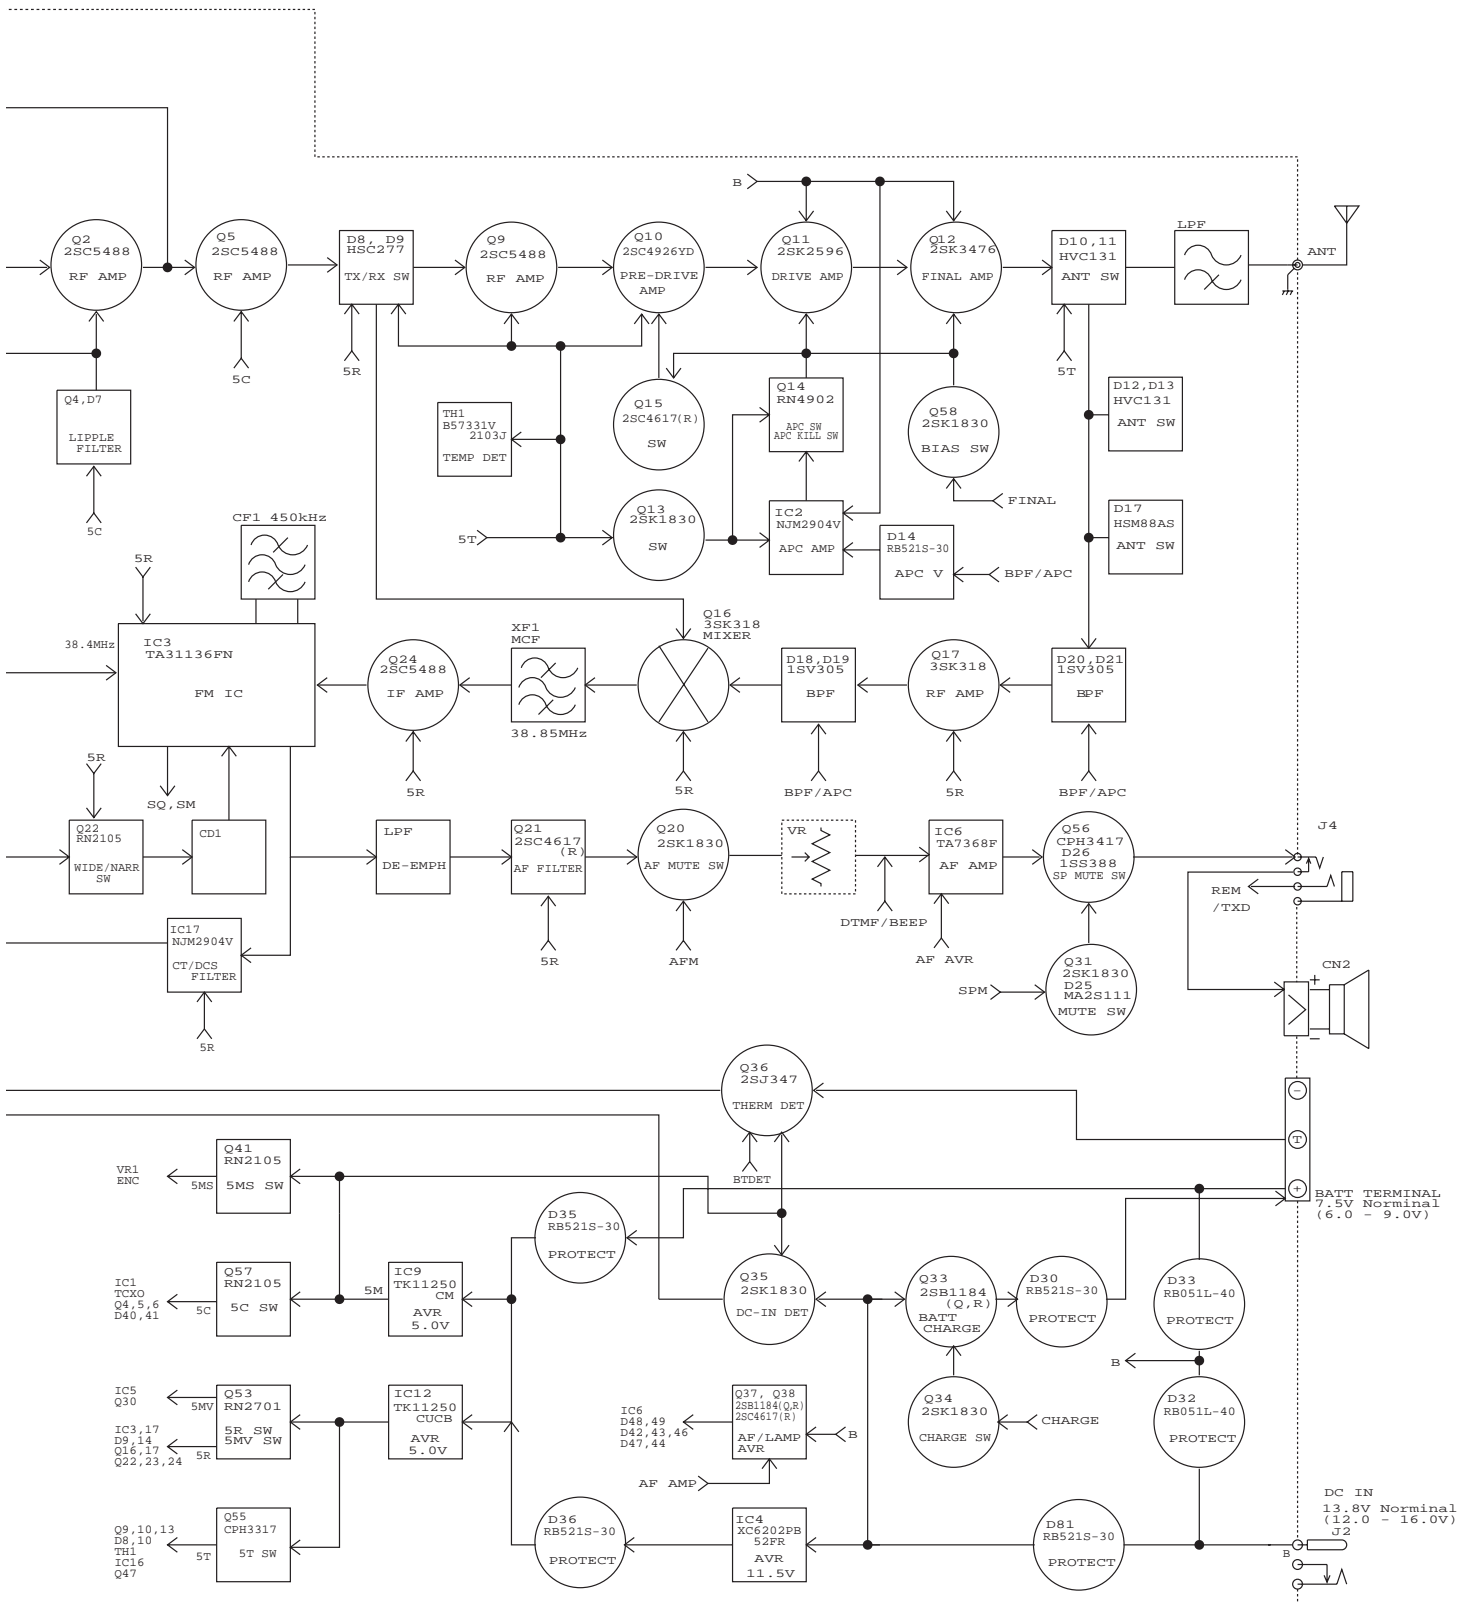 B
Q2
2SC5488
RF AMP
Q5
2SC5488
RF AMP
D8, D9
HSC277
TX/RX SW
Q9
2SC5488
RF AMP
Q10
2SC4926YD
PRE-DRIVE
AMP
Q11
2SK2596
DRIVE AMP
Q12
2SK3476
FINAL AMP
D10,11
HVC131
ANT SW
LPF
ANT
5C
5R
5T
Q4,D7
LIPPLE
FILTER
5C
TH1
B57331V
2103J
TEMP DET
Q15
2SC4617(R)
SW
Q14
RN4902
APC SW
APC KILL SW
Q58
2SK1830
BIAS SW
FINAL
D12,D13
HVC131
ANT SW
D17
HSM88AS
ANT SW
5T
Q13
2SK1830
SW
IC2
NJM2904V
APC AMP
D14
RB521S-30
APC V
BPF/APC
CF1 450kHz
5R
38.4MHz
IC3
TA31136FN
FM IC
Q24
2SC5488
IF AMP
5R
XF1
MCF
38.85MHz
Q16
3SK318
MIXER
5R
D18,D19
1SV305
BPF
BPF/APC
Q17
3SK318
RF AMP
5R
D20,D21
1SV305
BPF
BPF/APC
5R
SQ,SM
Q22
RN2105
WIDE/NARR
SW
CD1
LPF
DE-EMPH
Q21
2SC4617
(R)
AF FILTER
5R
Q20
2SK1830
AF MUTE SW
AFM
VR
DTMF/BEEP
IC6
TA7368F
AF AMP
AF AVR
Q56
CPH3417
D26
1SS388
SP MUTE SW
J4
REM
/TXD
IC17
NJM2904V
CT/DCS
FILTER
5R
SPM
Q31
2SK1830
D25
MA2S111
MUTE SW
CN2
+
−
Q36
2SJ347
THERM DET
BTDET
−
T
+
BATT TERMINAL
7.5V Norminal
(6.0 - 9.0V)
VR1
ENC
5MS
Q41
RN2105
5MS SW
D35
RB521S-30
PROTECT
IC1
TCXO
Q4,5,6
D40,41
5C
Q57
RN2105
5C SW
5M
IC9
TK11250
CM
AVR
5.0V
Q35
2SK1830
DC-IN DET
Q33
2SB1184
(Q,R)
BATT
CHARGE
D30
RB521S-30
PROTECT
D33
RB051L-40
PROTECT
B
IC5
Q30
5MV
IC3,17
D9,14
Q16,17
Q22,23,24
5R
Q53
RN2701
5R SW
5MV SW
IC12
TK11250
CUCB
AVR
5.0V
IC6
D48,49
D42,43,46
D47,44
Q37, Q38
2SB1184(Q,R)
2SC4617(R)
AF/LAMP
AVR
B
AF AMP
Q34
2SK1830
CHARGE SW
CHARGE
D32
RB051L-40
PROTECT
Q9,10,13
D8,10
TH1
IC16
Q47
5T
Q55
CPH3317
5T SW
D36
RB521S-30
PROTECT
IC4
XC6202PB
52FR
AVR
11.5V
D81
RB521S-30
PROTECT
DC IN
13.8V Norminal
(12.0 - 16.0V)
J2
B